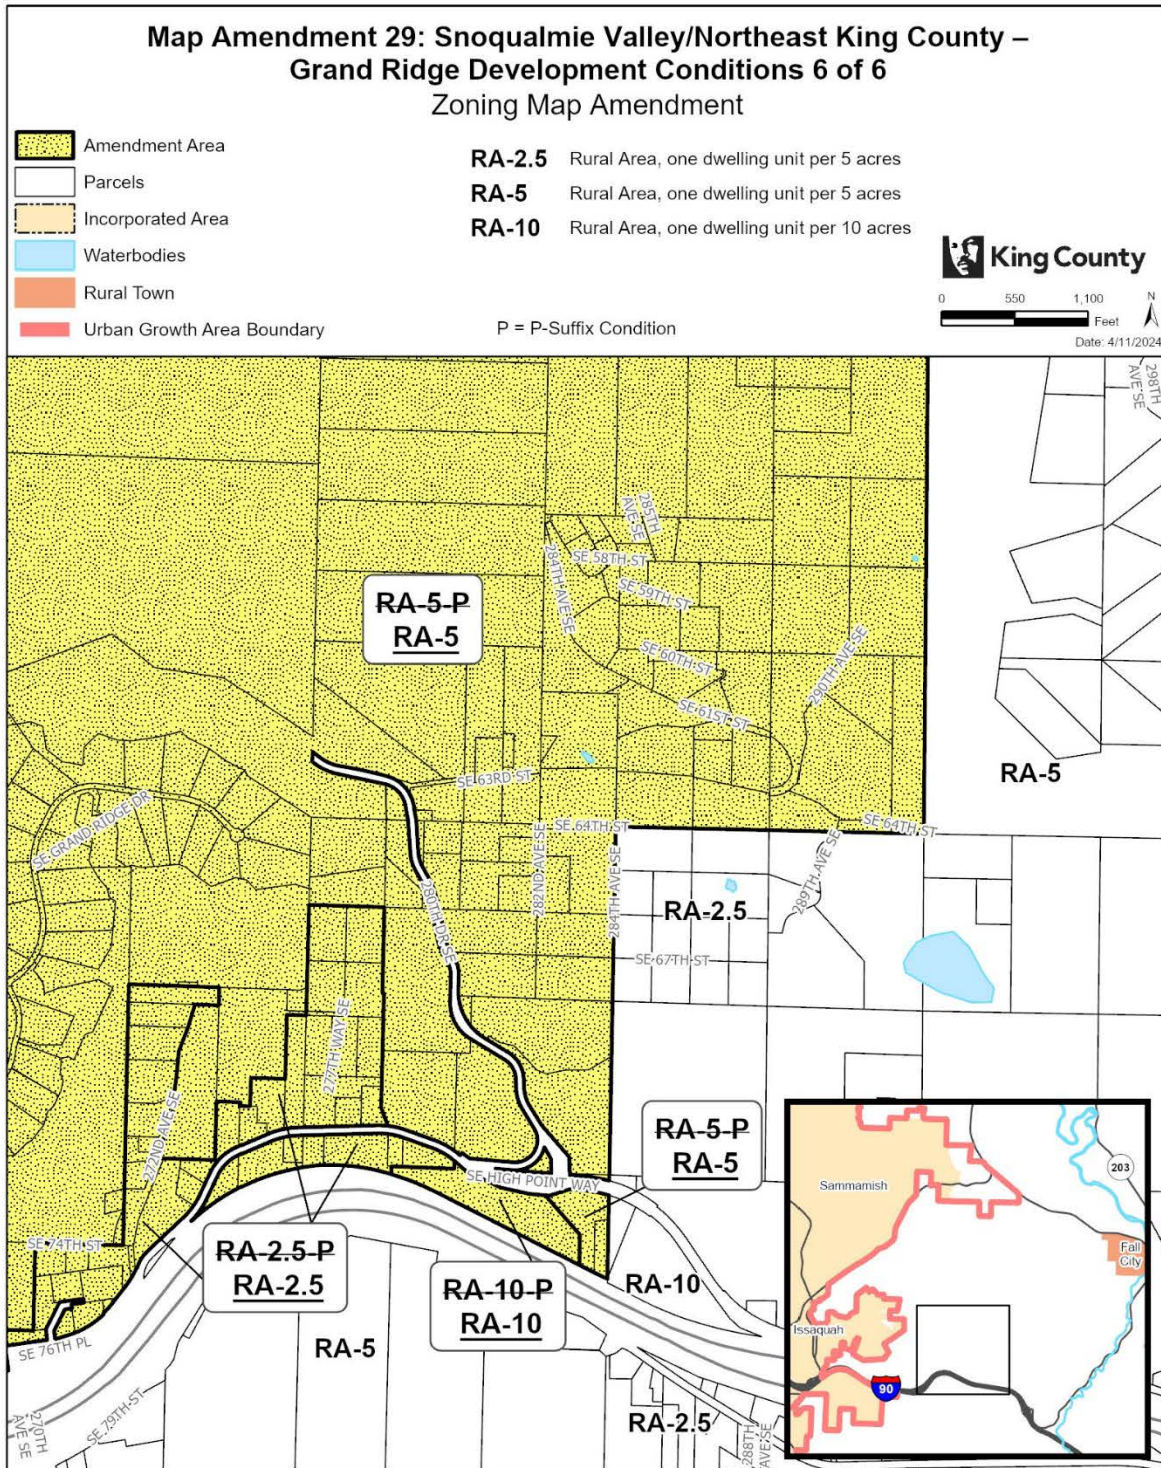 Map Amendment 29: Snoqualmie Valley/Northeast King County –
Grand Ridge Development Conditions 6 of 6
Zoning Map Amendment
Amendment Area
Parcels
Incorporated Area
Waterbodies
Rural Town
Urban Growth Area Boundary
RA-2.5 Rural Area, one dwelling unit per 5 acres
RA-5 Rural Area, one dwelling unit per 5 acres
RA-10 Rural Area, one dwelling unit per 10 acres
P = P-Suffix Condition
King County
0 550 1,100
Feet
N
Date: 4/11/2024
298TH
AVE SE
285TH
AVE SE
SE 58TH ST
284TH AVE SE
SE 59TH ST
RA-5-P
RA-5
SE 60TH ST
290TH AVE SE
SE 61ST ST
RA-5
SE 63RD ST
SE GRAND RIDGE DR
SE 64TH ST
SE 64TH ST
282ND AVE SE
284TH AVE SE
289TH AVE SE
280TH DR SE
RA-2.5
SE 67TH ST
277TH WAY SE
272ND AVE SE
RA-5-P
RA-5
SE HIGH POINT WAY
SE 74TH ST
RA-2.5-P
RA-2.5
RA-10-P
RA-10
RA-10
SE 76TH PL
RA-5
SE 79TH ST
270TH
AVE SE
RA-2.5
288TH
AVE SE
203
Sammamish
Fall
City
Issaquah
90